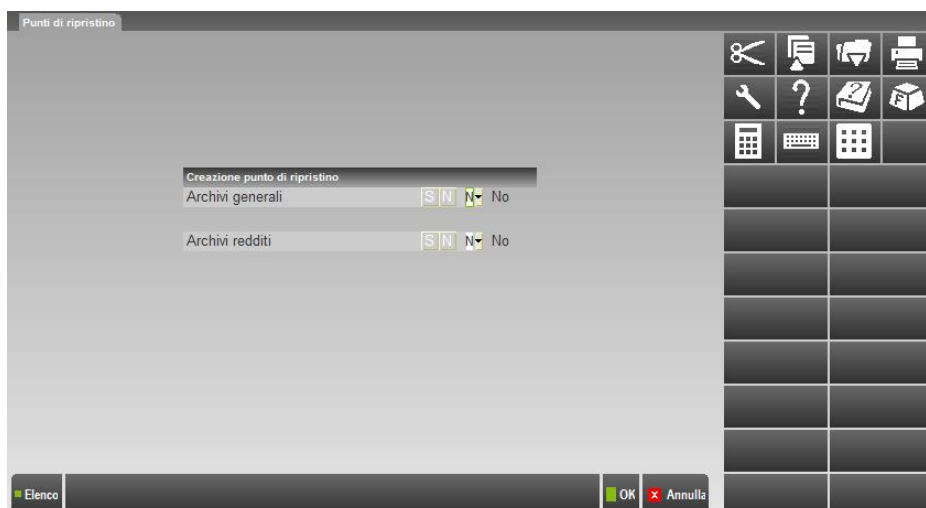 Punti di ripristino
Creazione punto di ripristino
Archivi generali S N N No
Archivi redditi S N N No
Elenco OK X Annulla
? ? F